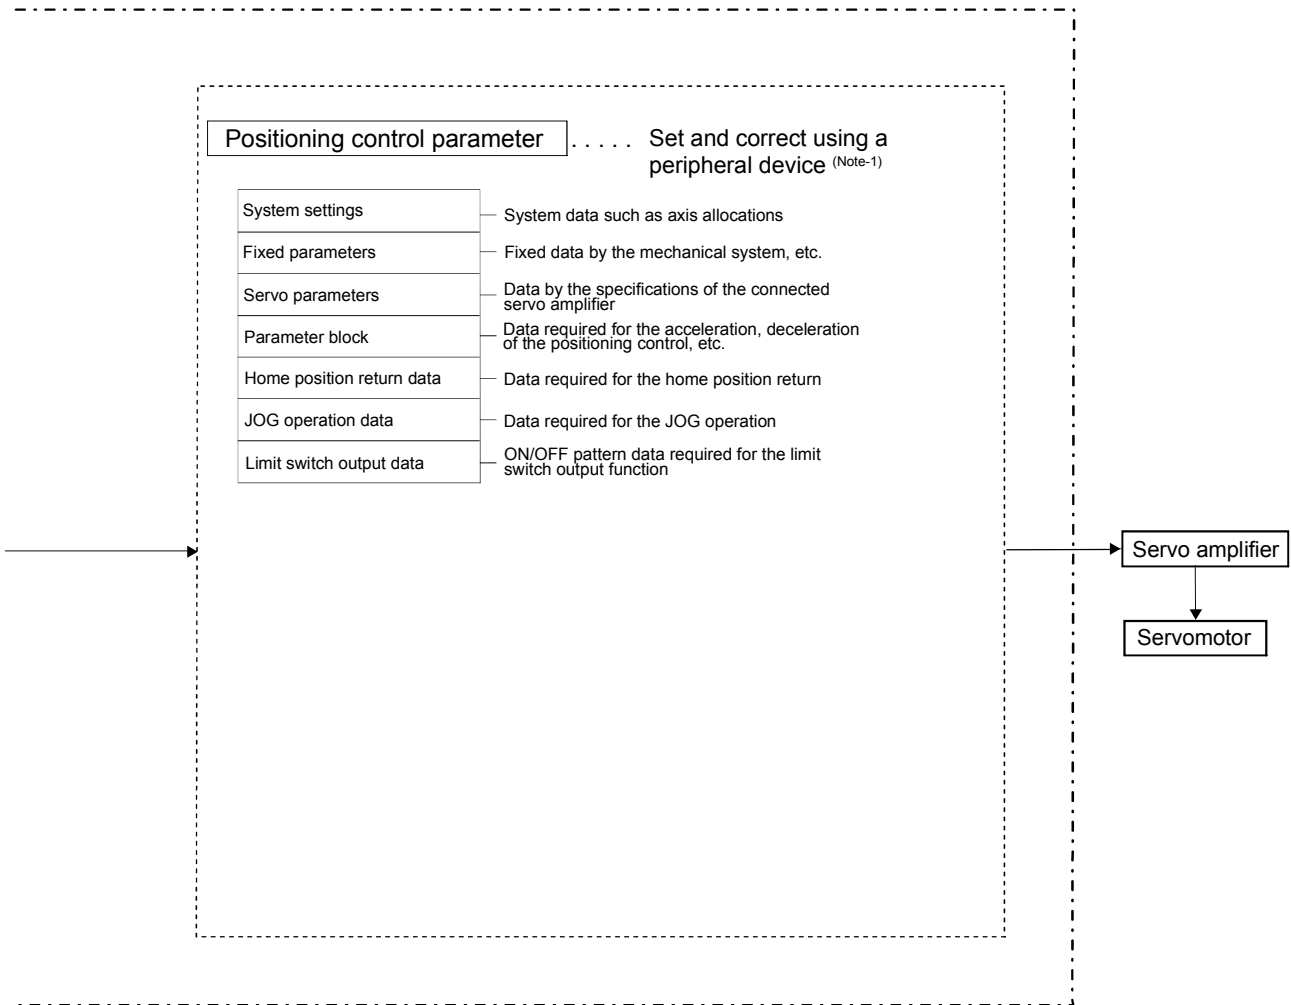 Positioning control parameter . . . . . Set and correct using a
peripheral device (Note-1)
System settings
System data such as axis allocations
Fixed parameters
Fixed data by the mechanical system, etc.
Servo parameters
Data by the specifications of the connected
servo amplifier
Parameter block
Data required for the acceleration, deceleration
of the positioning control, etc.
Home position return data
Data required for the home position return
JOG operation data
Data required for the JOG operation
Limit switch output data
ON/OFF pattern data required for the limit
switch output function
Servo amplifier
Servomotor